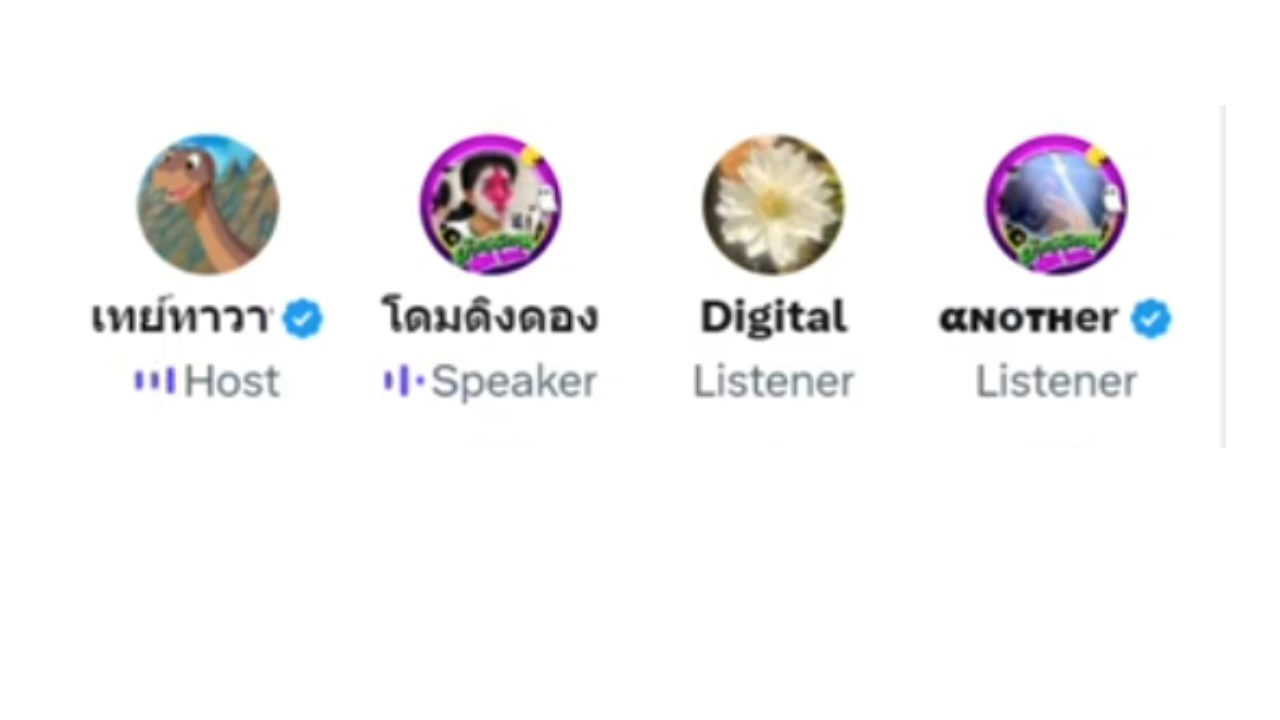 เทย์ทาวา
โดมดิงดอง
Digital
αɴoтнer
Host
Speaker
Listener
Listener